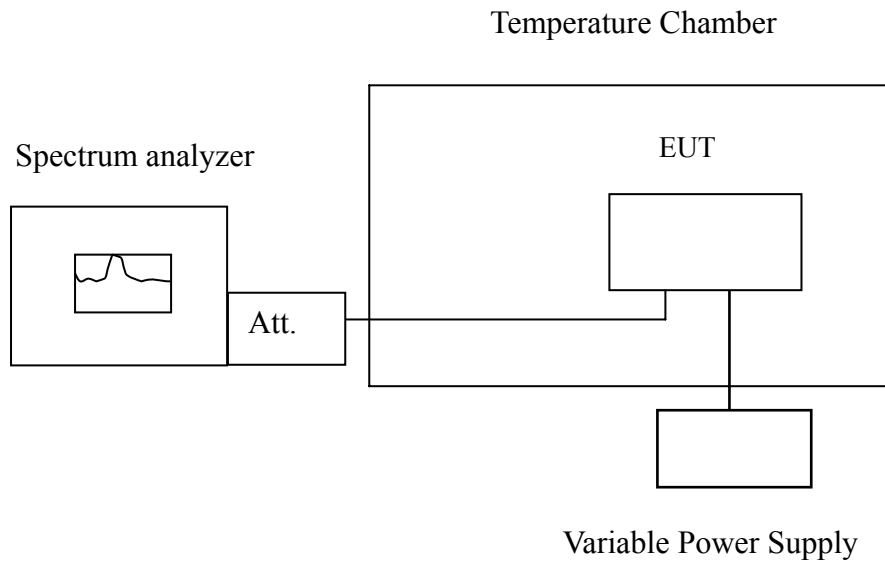 Temperature Chamber
Spectrum analyzer
EUT
Att.
Variable Power Supply